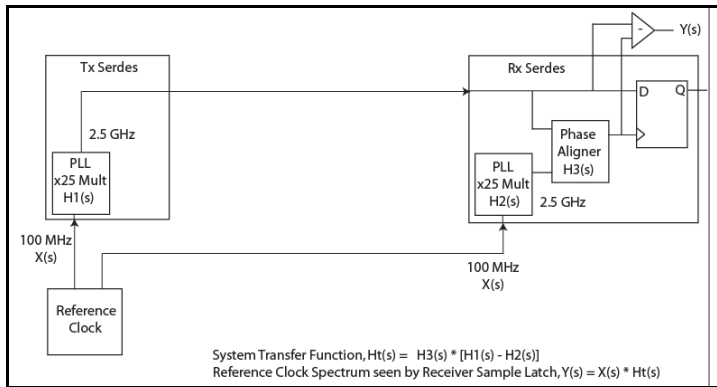 Y(s)
-
Tx Serdes
Rx Serdes
D
Q
2.5 GHz
Phase
Aligner
H3(s)
PLL
x25 Mult
H1(s)
PLL
x25 Mult
H2(s)
2.5 GHz
100 MHz
X(s)
100 MHz
X(s)
Reference
Clock
System Transfer Function, Ht(s) = H3(s) * [H1(s) - H2(s)]
Reference Clock Spectrum seen by Receiver Sample Latch, Y(s) = X(s) * Ht(s)